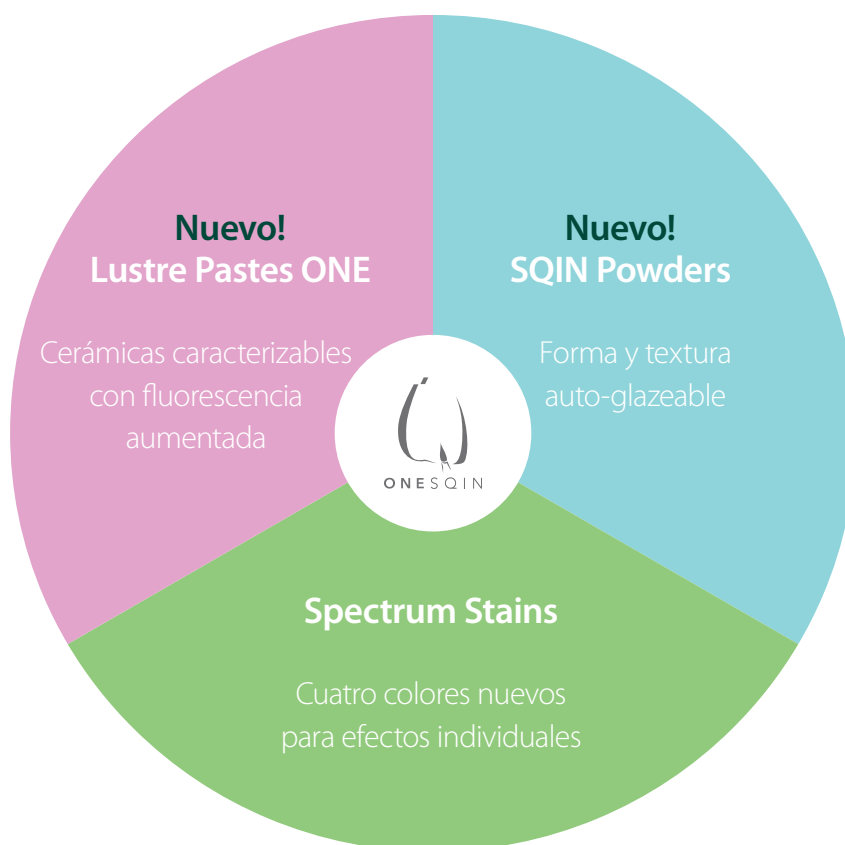 Nuevo!
Lustre Pastes ONE
Cerámicas caracterizables
con fluorescencia
aumentada
Nuevo!
SQIN Powders
Forma y textura
auto-glazeable
ONESQIN
Spectrum Stains
Cuatro colores nuevos
para efectos individuales